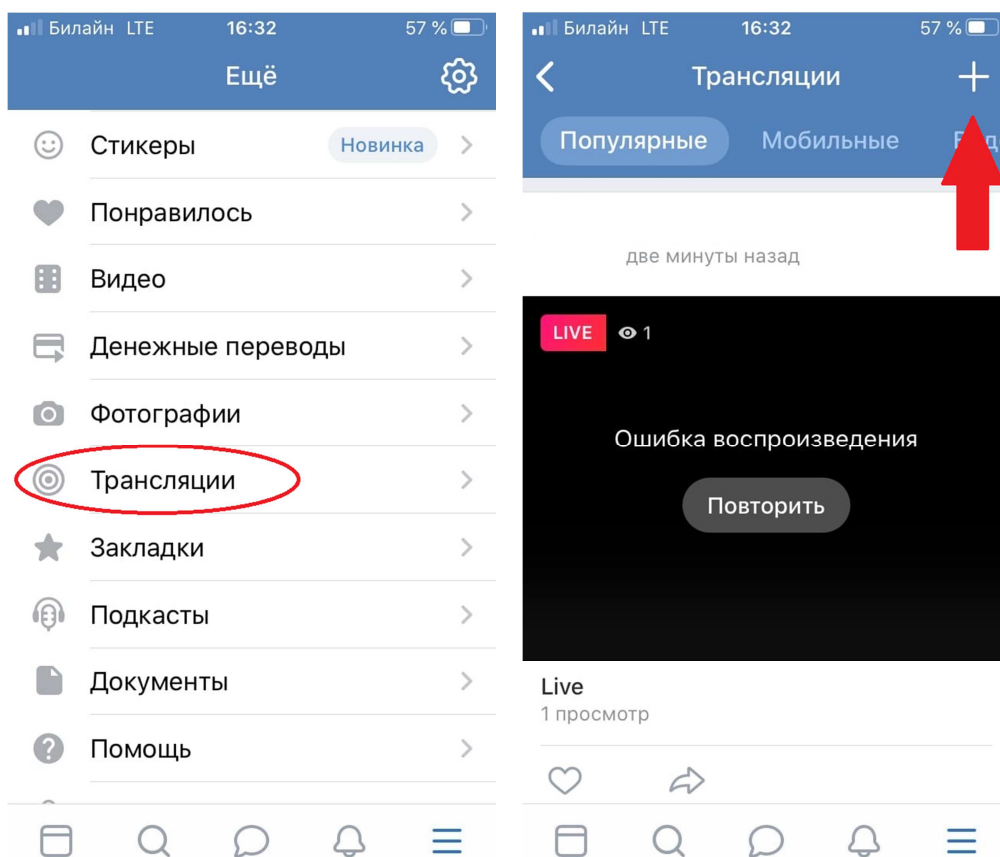 Билайн LTE 16:32 57 %
Ещё
Стикеры Новинка
Понравилось
Видео
Денежные переводы
Фотографии
Трансляции
Закладки
Подкасты
Документы
Помощь
Билайн LTE 16:32 57 %
Трансляции
Популярные Мобильные
две минуты назад
LIVE 1
Ошибка воспроизведения
Повторить
Live
1 просмотр